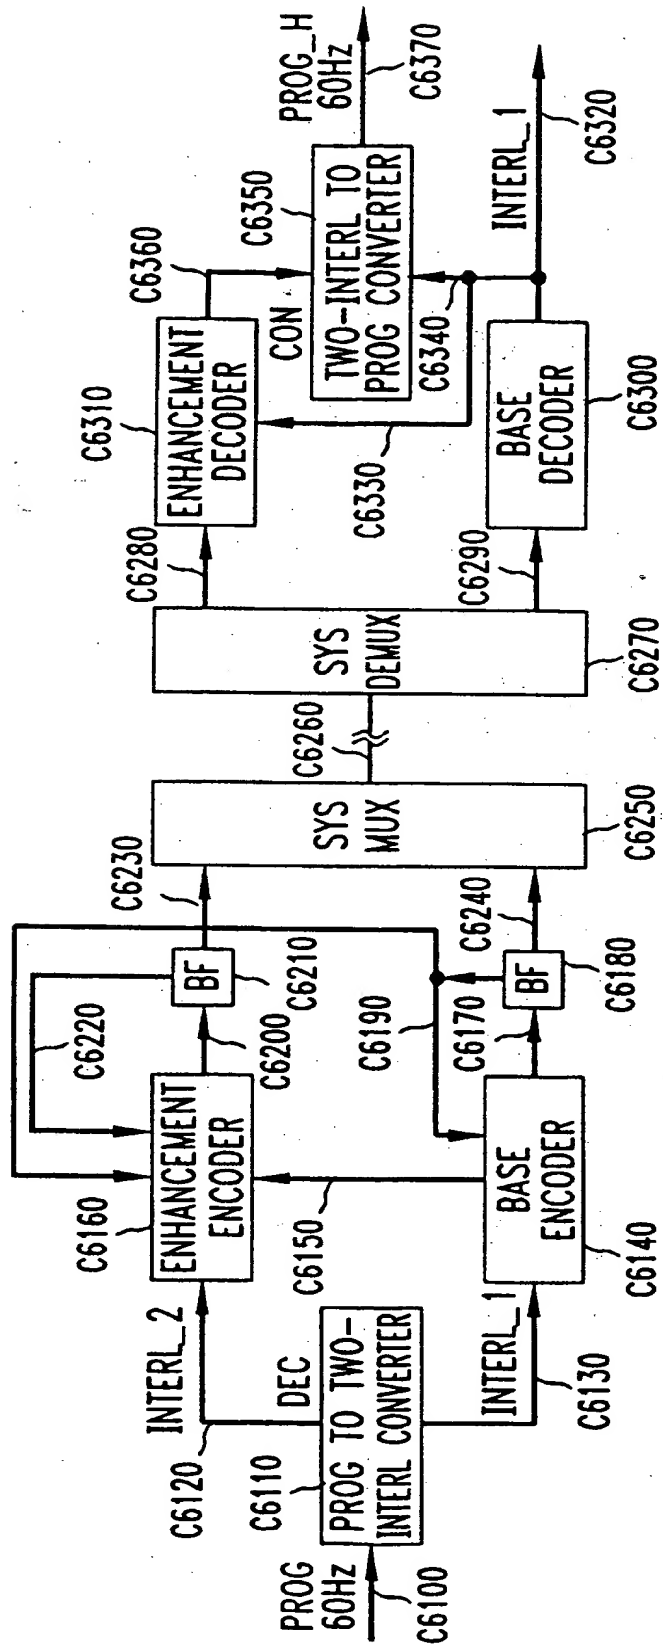 PROG
60Hz
C6100
C6110
PROG TO TWO-
INTERL CONVERTER
DEC
C6120
INTERL_2
INTERL_1
C6130
C6160
ENHANCEMENT
ENCODER
C6150
BASE
ENCODER
C6140
C6220
C6200
BF
C6210
C6230
C6190
C6170
BF
C6180
C6240
SYS
MUX
C6250
C6260
SYS
DEMUX
C6270
C6280
C6290
C6310
ENHANCEMENT
DECODER
C6330
BASE
DECODER
C6300
C6360
CON
C6350
TWO-INTERL TO
PROG CONVERTER
C6340
PROG_H
60Hz
C6370
INTERL_1
C6320